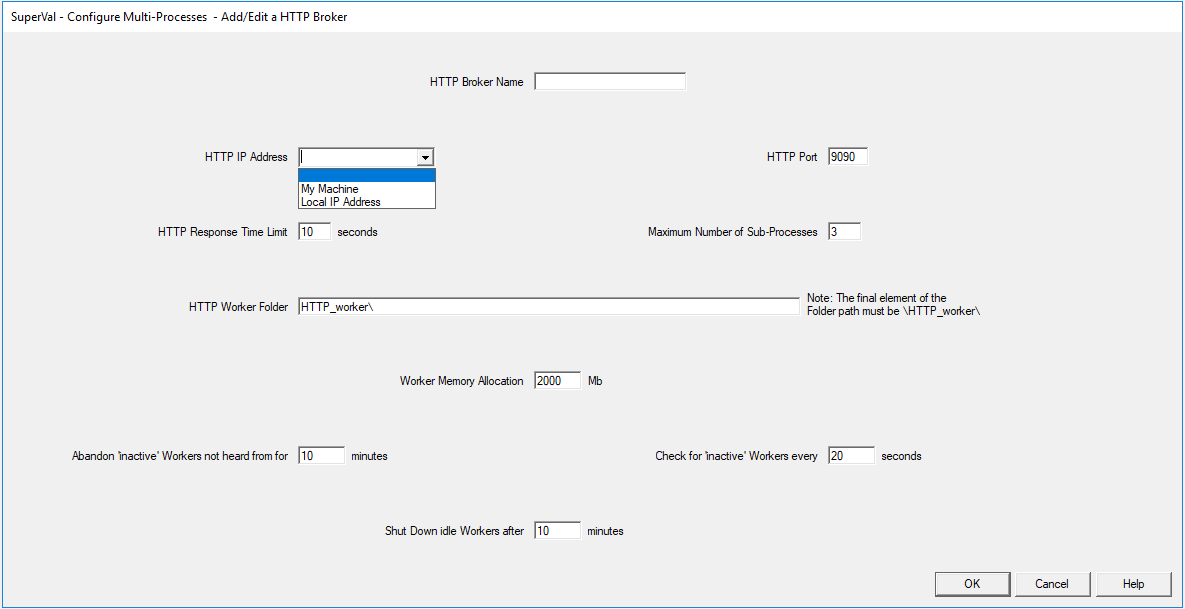 SuperVal - Configure Multi-Processes - Add/Edit a HTTP Broker
HTTP Broker Name
HTTP IP Address
HTTP Port 9090
My Machine
Local IP Address
HTTP Response Time Limit 10 seconds
Maximum Number of Sub-Processes 3
HTTP Worker Folder HTTP_worker\
Note: The final element of the
Folder path must be \HTTP_worker\
Worker Memory Allocation 2000 Mb
Abandon 'inactive' Workers not heard from for 10 minutes
Check for 'inactive' Workers every 20 seconds
Shut Down idle Workers after 10 minutes
OK Cancel Help